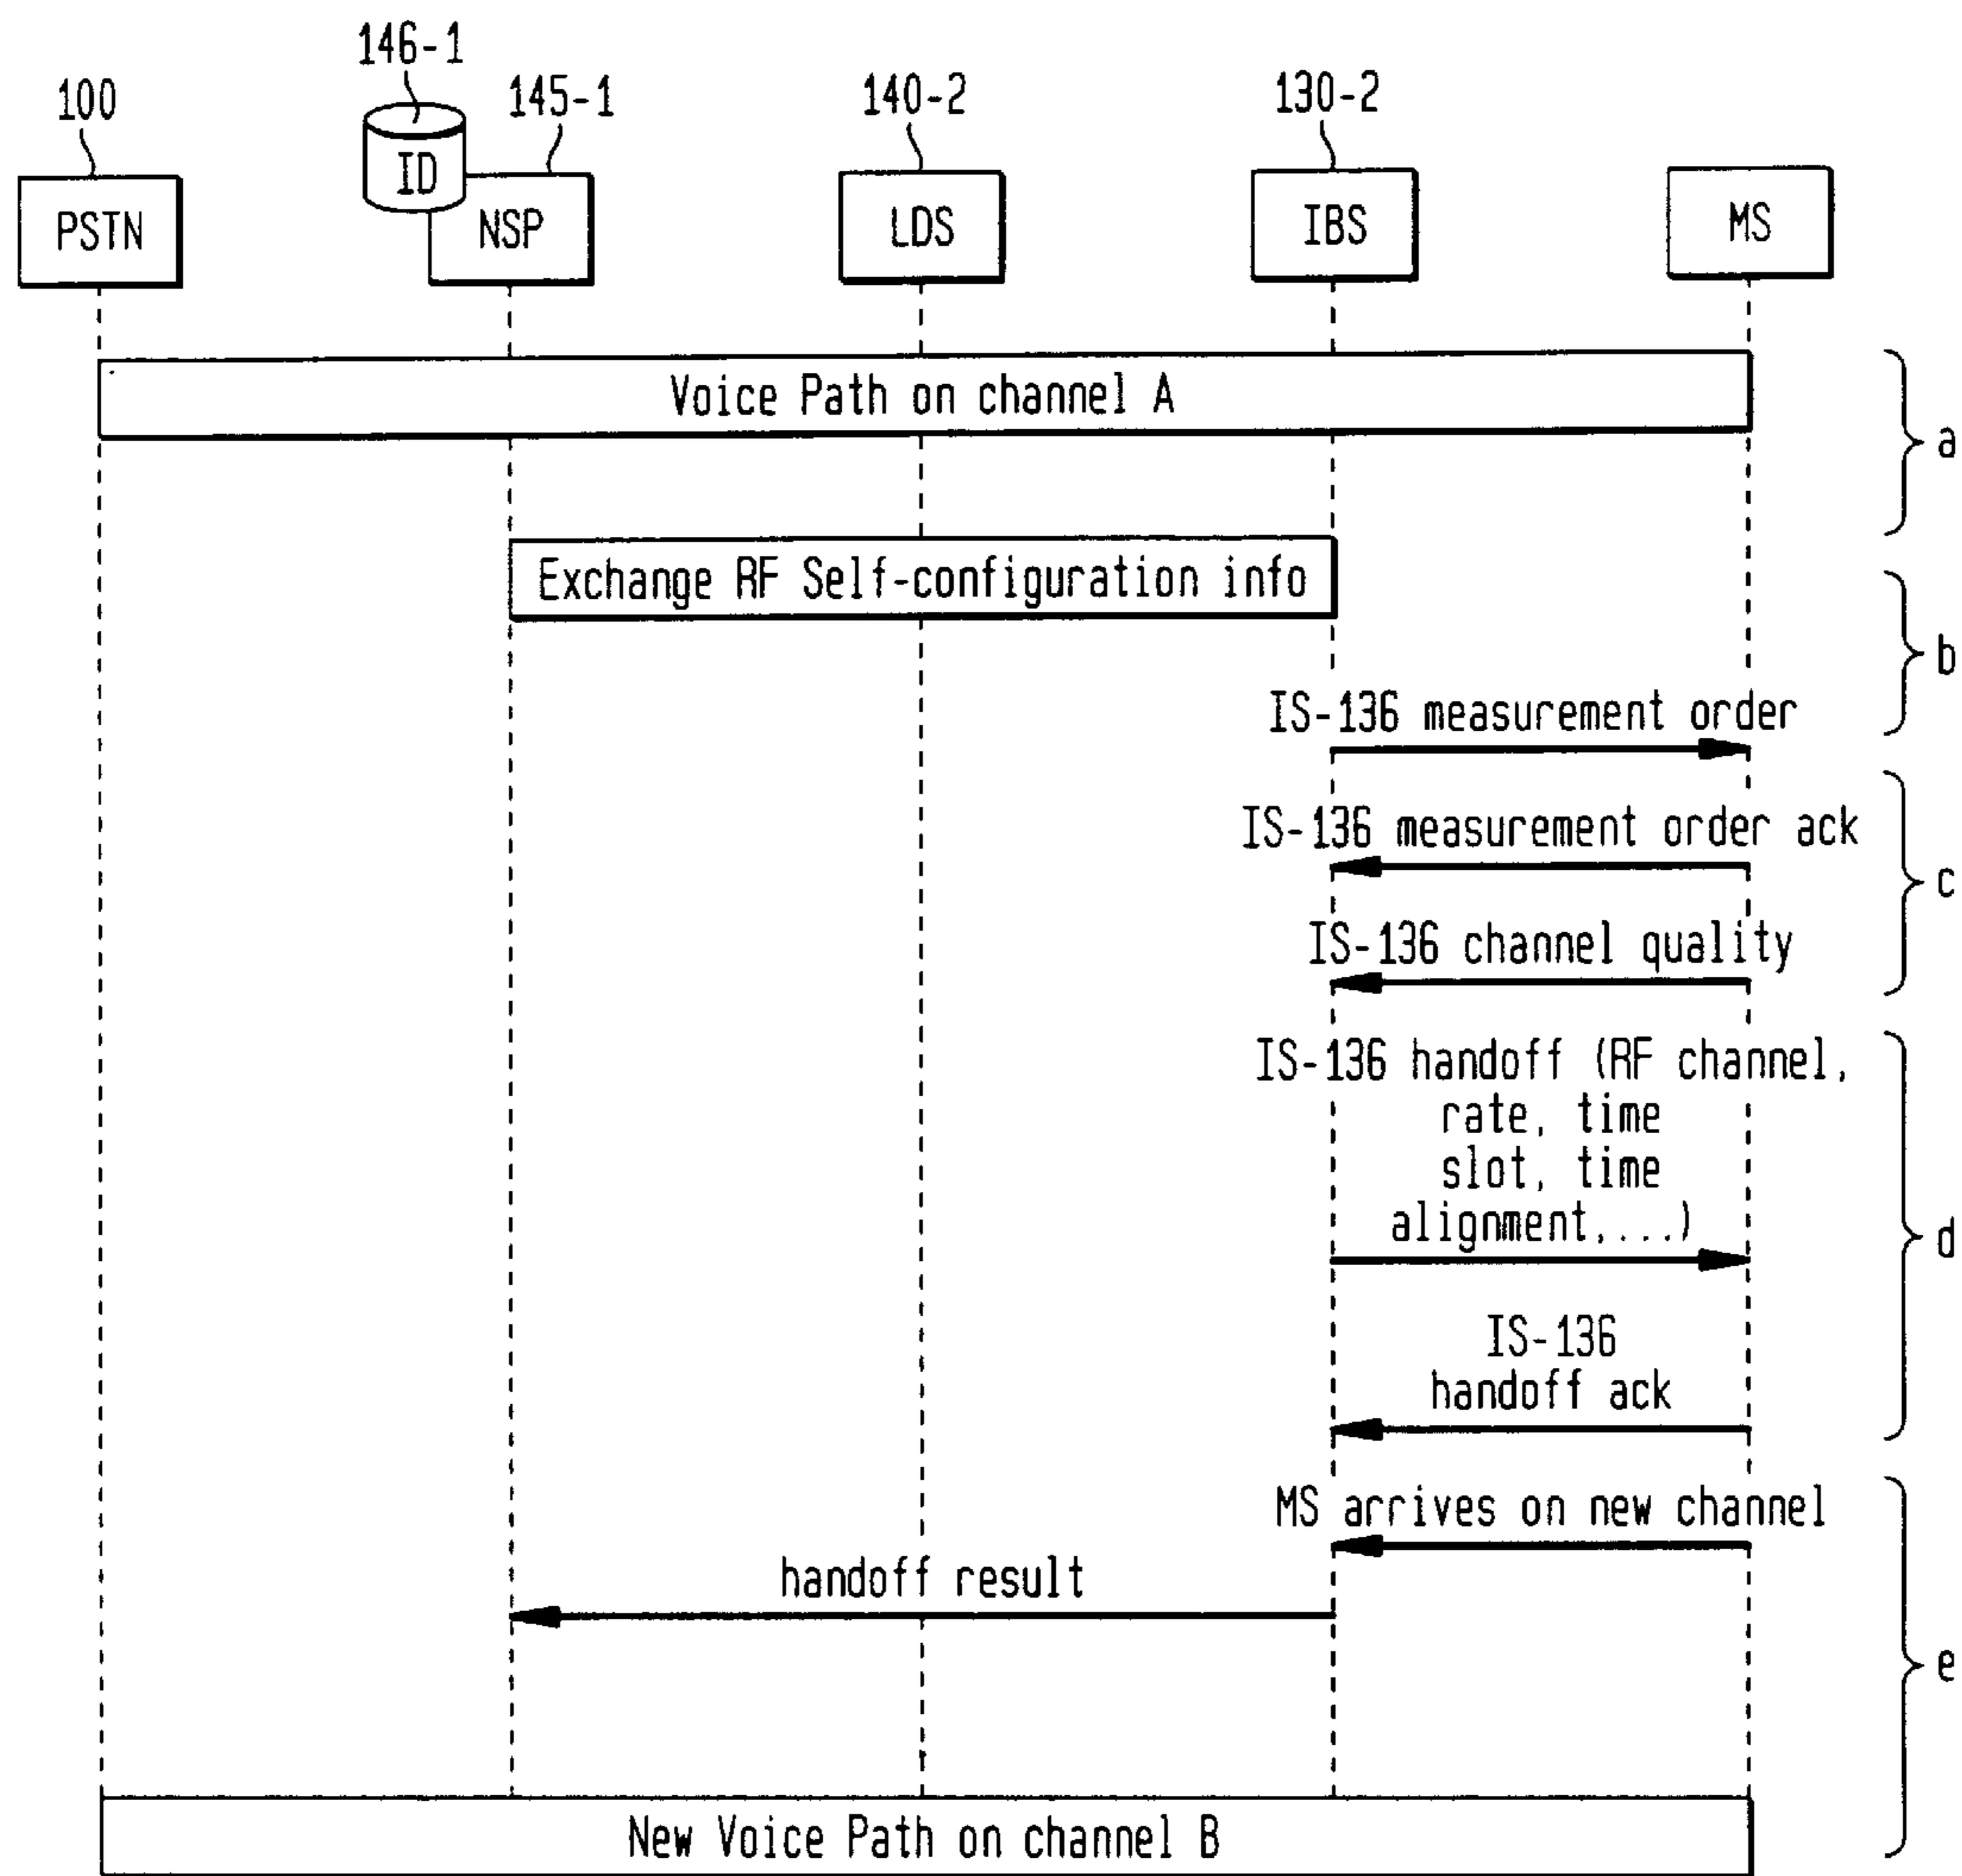 146-1
100
145-1
140-2
130-2
ID
PSTN
NSP
LDS
IBS
MS
Voice Path on channel A
a
Exchange RF Self-configuration info
b
IS-136 measurement order
IS-136 measurement order ack
c
IS-136 channel quality
IS-136 handoff (RF channel,
rate, time
slot, time
alignment,...)
d
IS-136
handoff ack
MS arrives on new channel
handoff result
e
New Voice Path on channel B